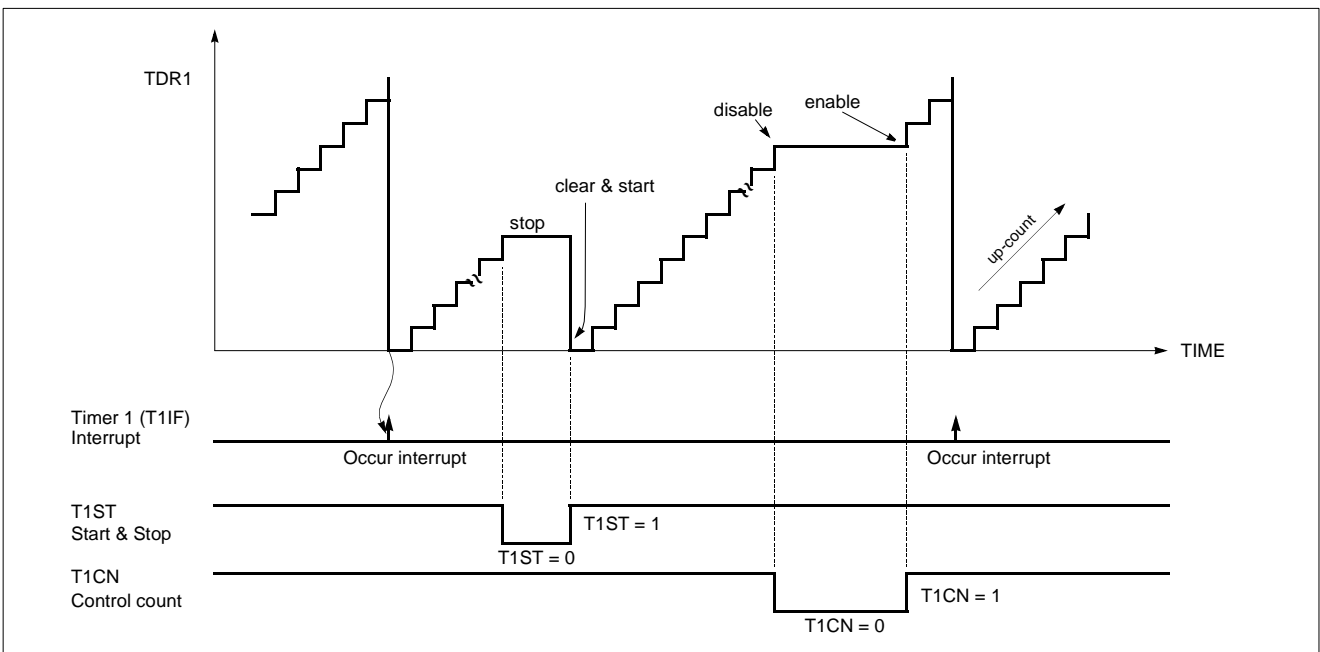 TDR1
disable
enable
clear & start
stop
up-count
TIME
Timer 1 (T1IF)
Interrupt
Occur interrupt
Occur interrupt
T1ST
Start & Stop
T1ST = 1
T1ST = 0
T1CN
Control count
T1CN = 1
T1CN = 0